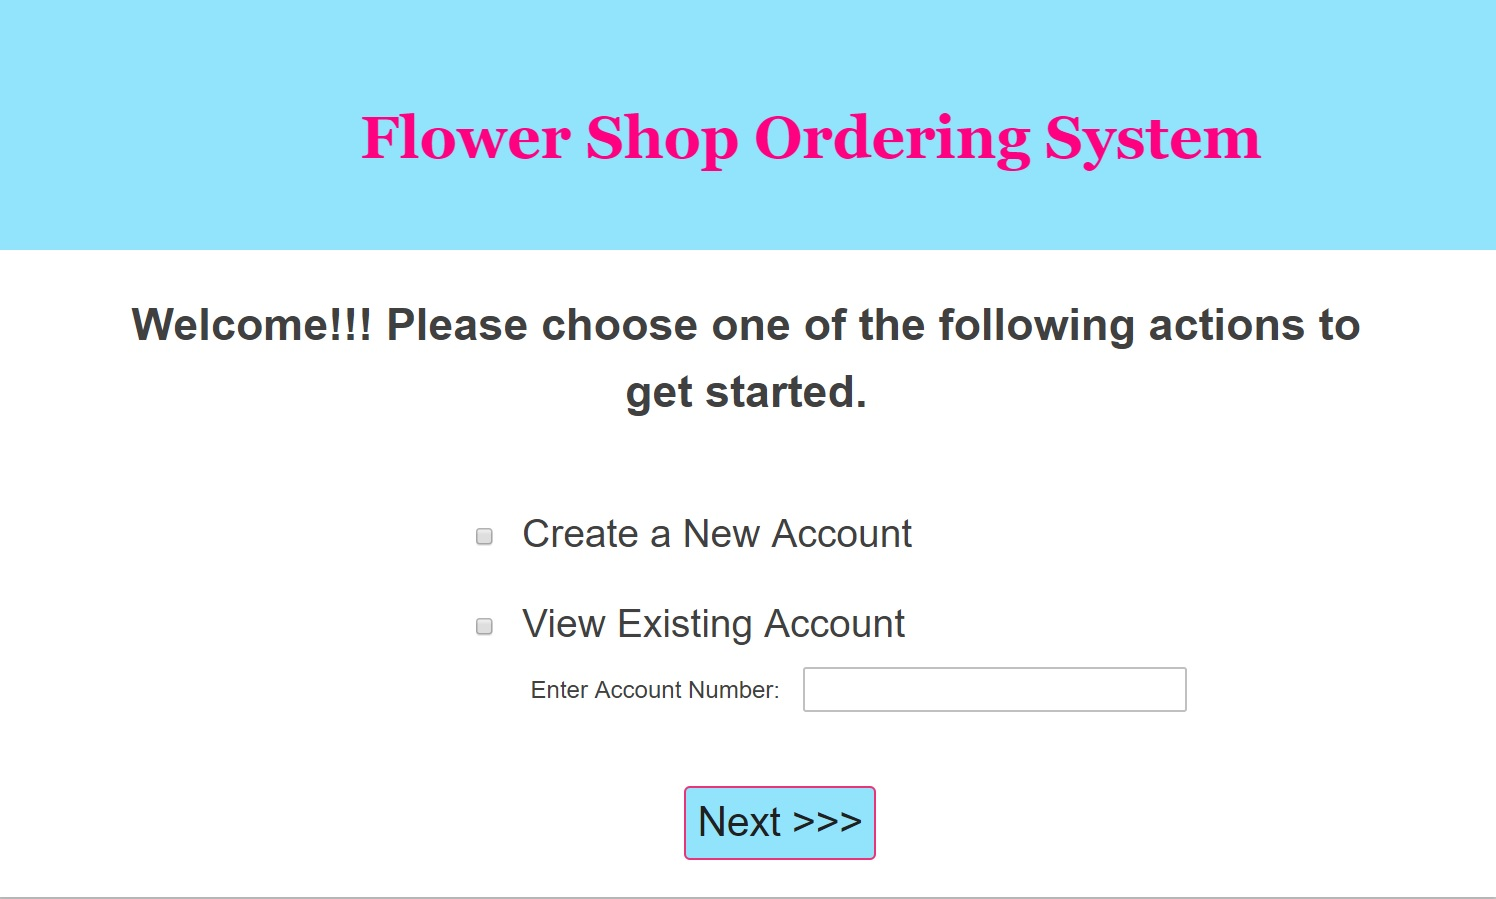 Flower Shop Ordering System
Welcome!!! Please choose one of the following actions to
get started.
Create a New Account
View Existing Account
Enter Account Number:
Next >>>